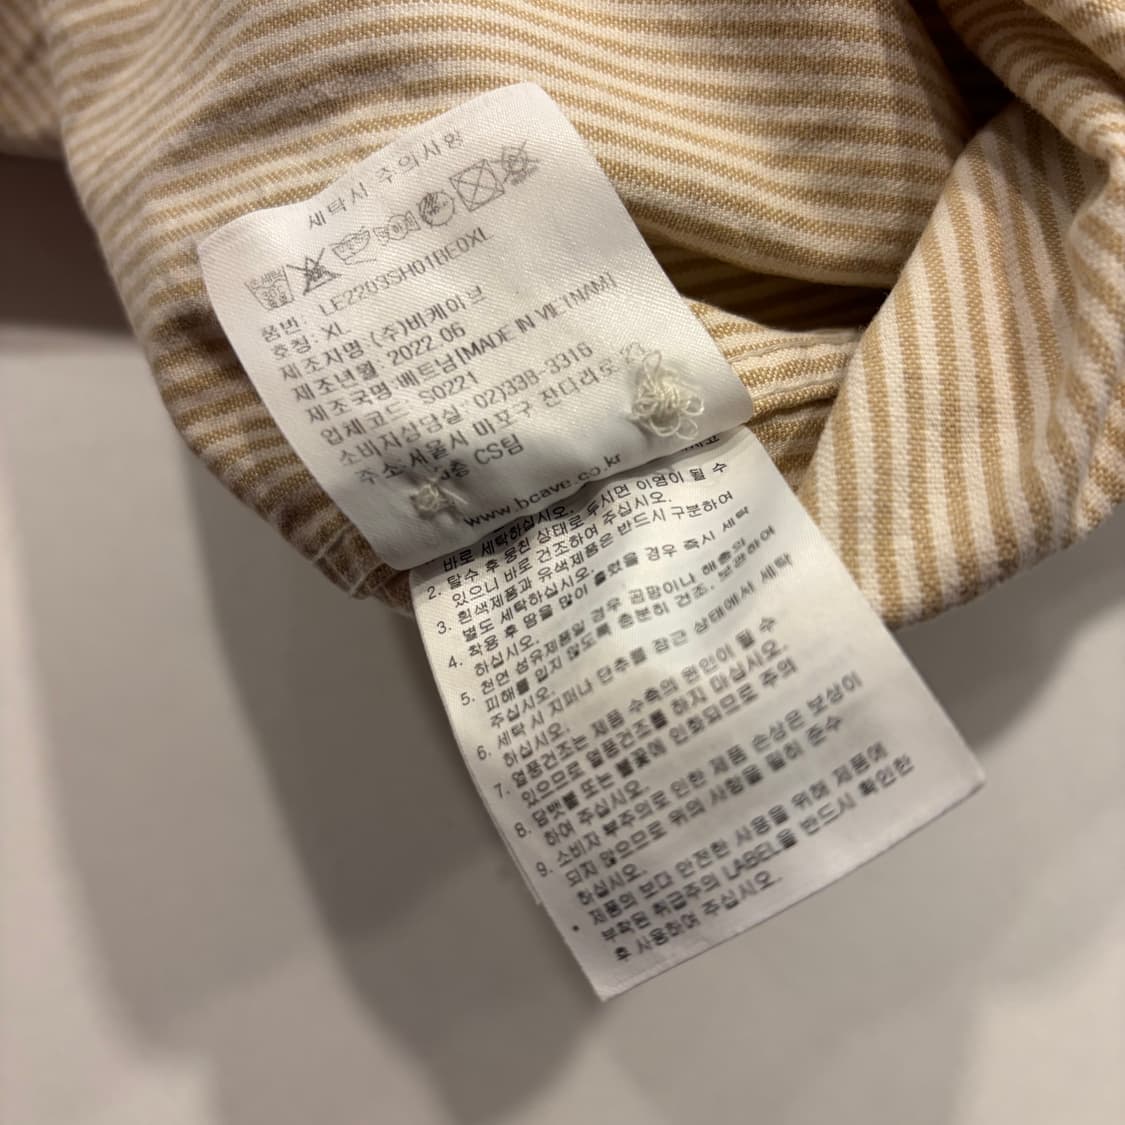 세탁시 주의사항
품번: LE2203SH01BE0XL
호칭: XL
제조자명 (주)비케이브
제조년월: 2022 06
제조국명:베트남(MADE IN VIETNAM)
업체코드 S0221
소비자상담실: 02)338-3316
주소:서울시 마포구 잔다리로
층 CS팀
www.bcave.co.kr
바로 세탁하십시오.
2. 탈수 후 뭉친 상태로 두시면 이염이 될 수
있으니 바로 건조하여 주십시오.
3. 흰색제품과 유색제품은 반드시 구분하여
별도 세탁하십시오.
4. 착용 후 땀을 많이 흘렸을 경우 즉시 세탁
하십시오.
5. 천연 섬유제품일 경우 곰팡이나 해충의
피해를 입지 않도록 충분히 건조, 보관하여
주십시오.
6. 세탁시 지퍼나 단추를 잠근 상태에서 세탁
하십시오.
7. 열풍건조는 제품 수축의 원인이 될 수
있으므로 열풍건조를 하지 마십시오.
8. 담뱃불 또는 불꽃에 인화되므로 주의
하여 주십시오.
9. 소비자 부주의로 인한 제품 손상은 보상이
되지 않으므로 위의 사항을 필히 준수
하십시오.
• 제품의 보다 안전한 사용을 위해 제품에
부착된 취급주의 LABEL을 반드시 확인한
후 사용하여 주십시오.